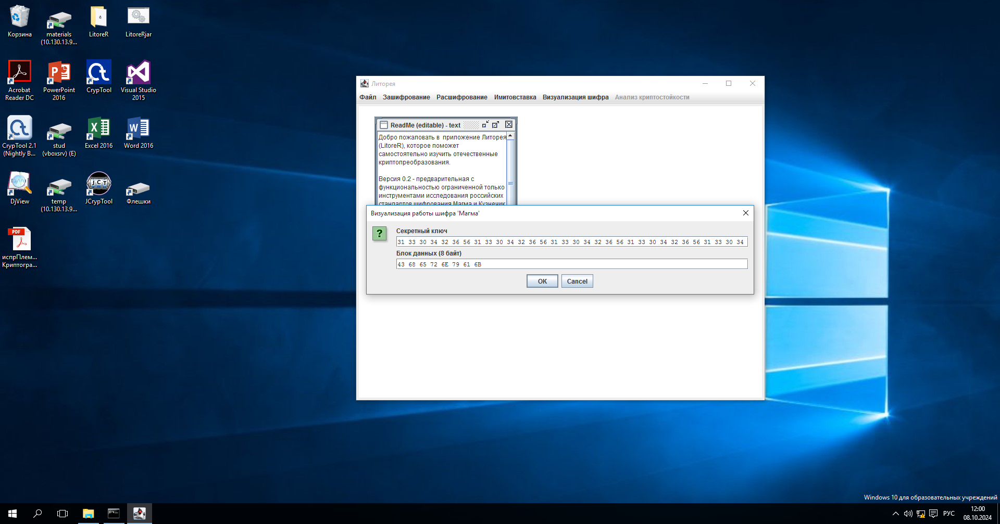 Корзина
materials
(10.130.13.9...
LitoreR
LitoreRjar
Acrobat
Reader DC
PowerPoint
2016
CrypTool
Visual Studio
2015
CrypTool 2.1
(Nightly B...
stud
(vboxsrv) (E)
Excel 2016
Word 2016
DjView
temp
(10.130.13.9...
JCT
JCrypTool
Флешки
PDF
испрПлем...
Криптогра...
Литорея
Файл Зашифрование Расшифрование Имитовставка Визуализация шифра Анализ криптостойкости
ReadMe (editable) - text
Добро пожаловать в приложение Литорея
(LitoreR), которое поможет
самостоятельно изучить отечественные
криптопреобразования.
Версия 0.2 - предварительная с
функциональностью ограниченной только
инструментами исследования российских
стандартов шифрования Магма и Кузнечик
Визуализация работы шифра 'Магма'
Секретный ключ
31 33 30 34 32 36 56 31 33 30 34 32 36 56 31 33 30 34 32 36 56 31 33 30 34 32 36 56 31 33 30 34
Блок данных (8 байт)
43 68 65 72 6E 79 61 6B
OK Cancel
Windows 10 для образовательных учреждений
РУС
12:00
08.10.2024